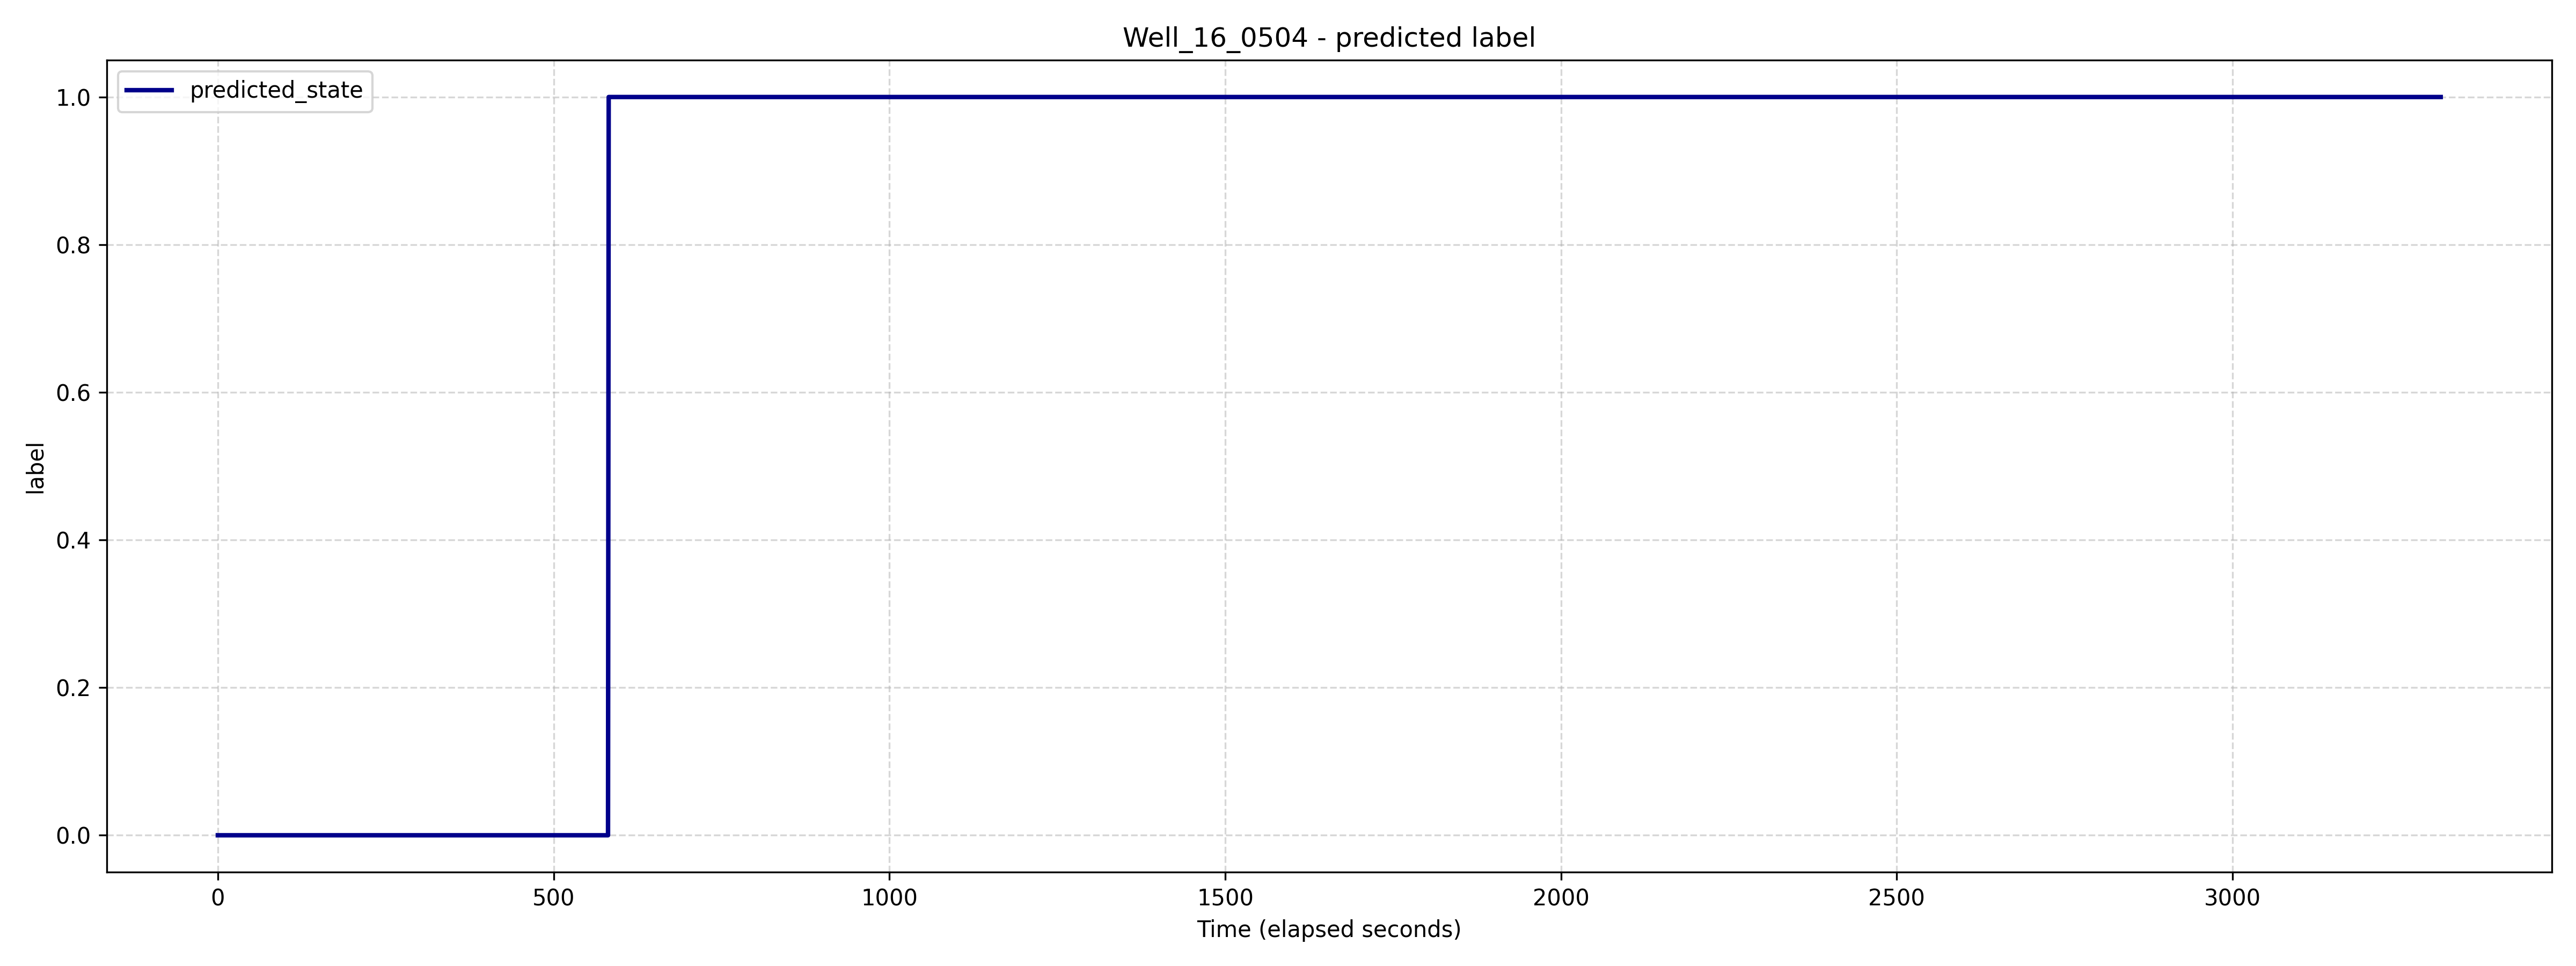 Well_16_0504 - predicted label
predicted_state
1.0
0.8
0.6
0.4
0.2
0.0
label
0 500 1000 1500 2000 2500 3000
Time (elapsed seconds)